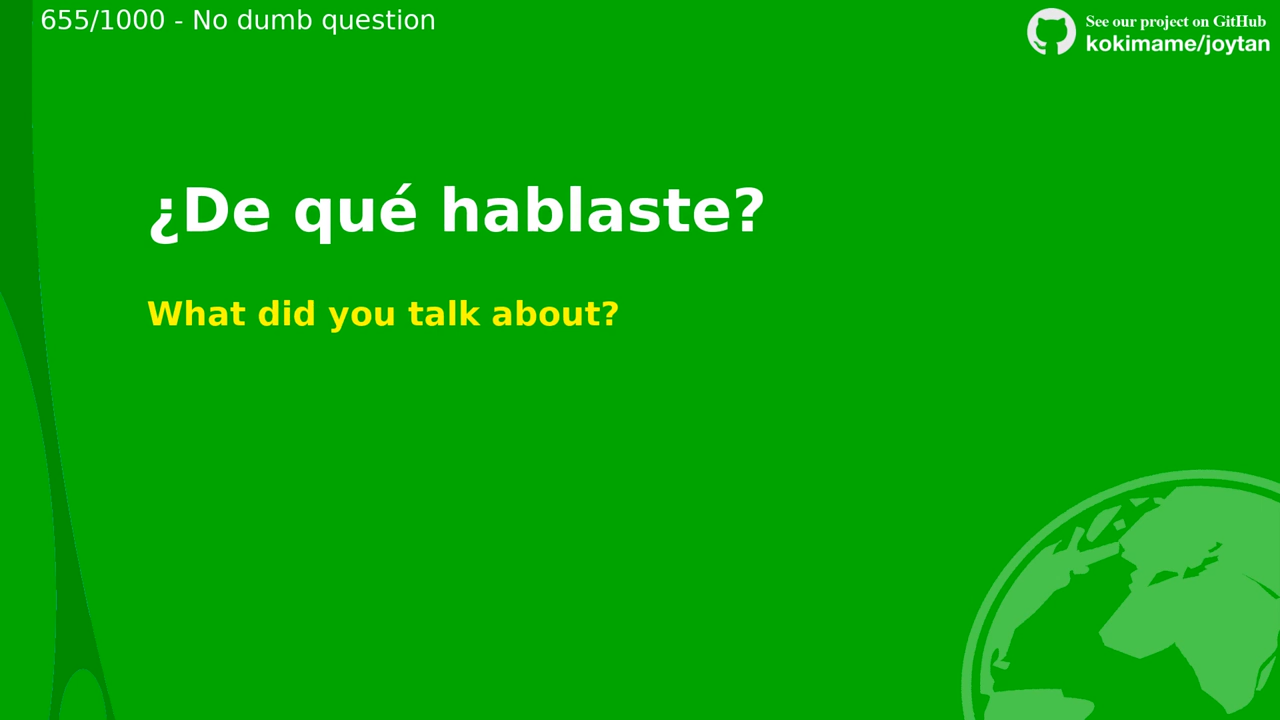 655/1000 - No dumb question
See our project on GitHub
kokimame/joytan
¿De qué hablaste?
What did you talk about?